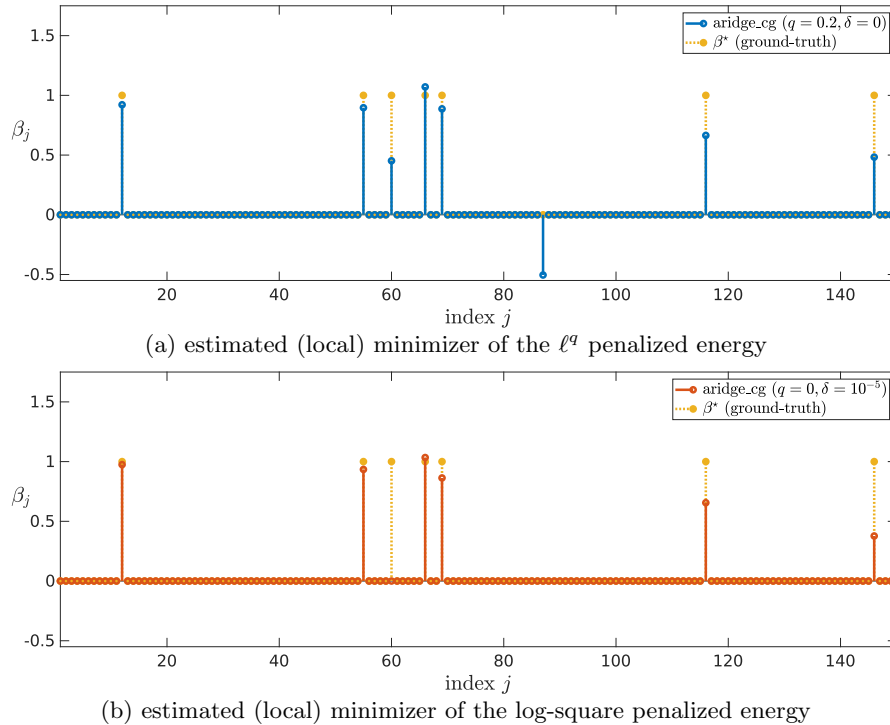 1.5
1
0.5
0
-0.5
β_j
aridge_cg (q = 0.2, δ = 0)
β* (ground-truth)
20 40 60 80 100 120 140
index j
(a) estimated (local) minimizer of the ℓ^q penalized energy
1.5
1
0.5
0
-0.5
β_j
aridge_cg (q = 0, δ = 10^{-5})
β* (ground-truth)
20 40 60 80 100 120 140
index j
(b) estimated (local) minimizer of the log-square penalized energy